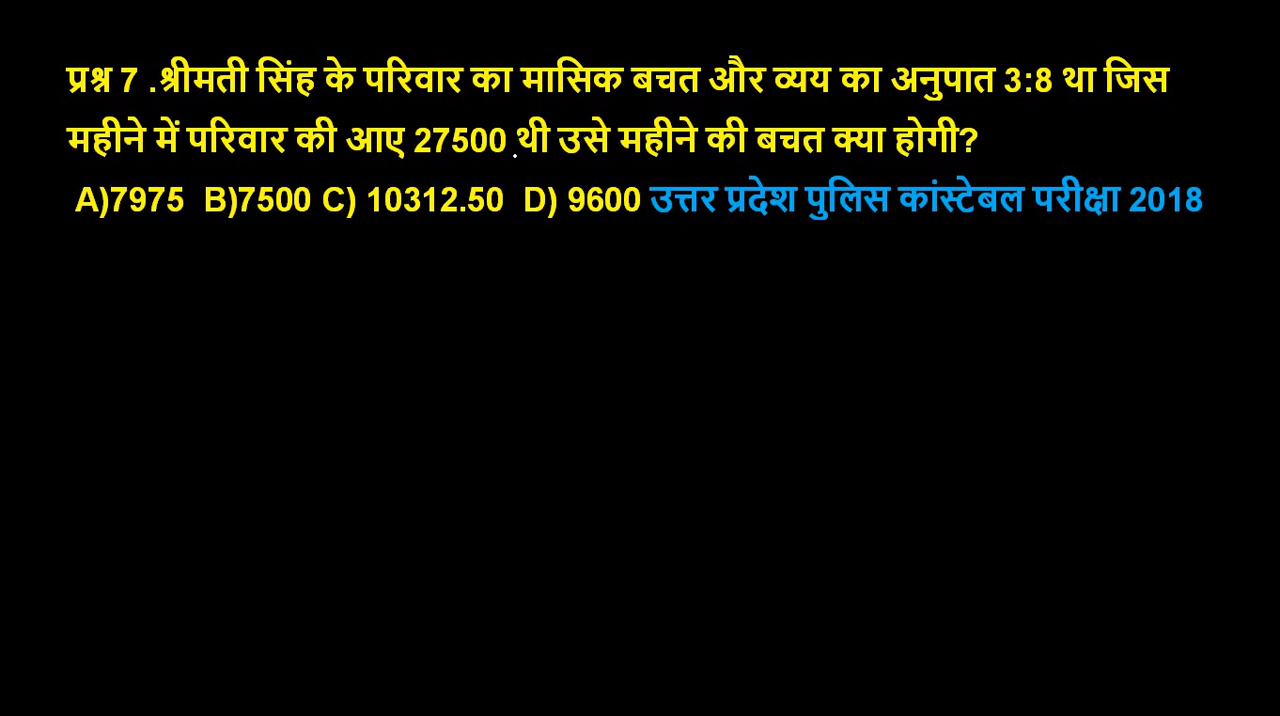 प्रश्न 7 .श्रीमती सिंह के परिवार का मासिक बचत और व्यय का अनुपात 3:8 था जिस
महीने में परिवार की आए 27500 थी उसे महीने की बचत क्या होगी?
A)7975 B)7500 C) 10312.50 D) 9600 उत्तर प्रदेश पुलिस कांस्टेबल परीक्षा 2018